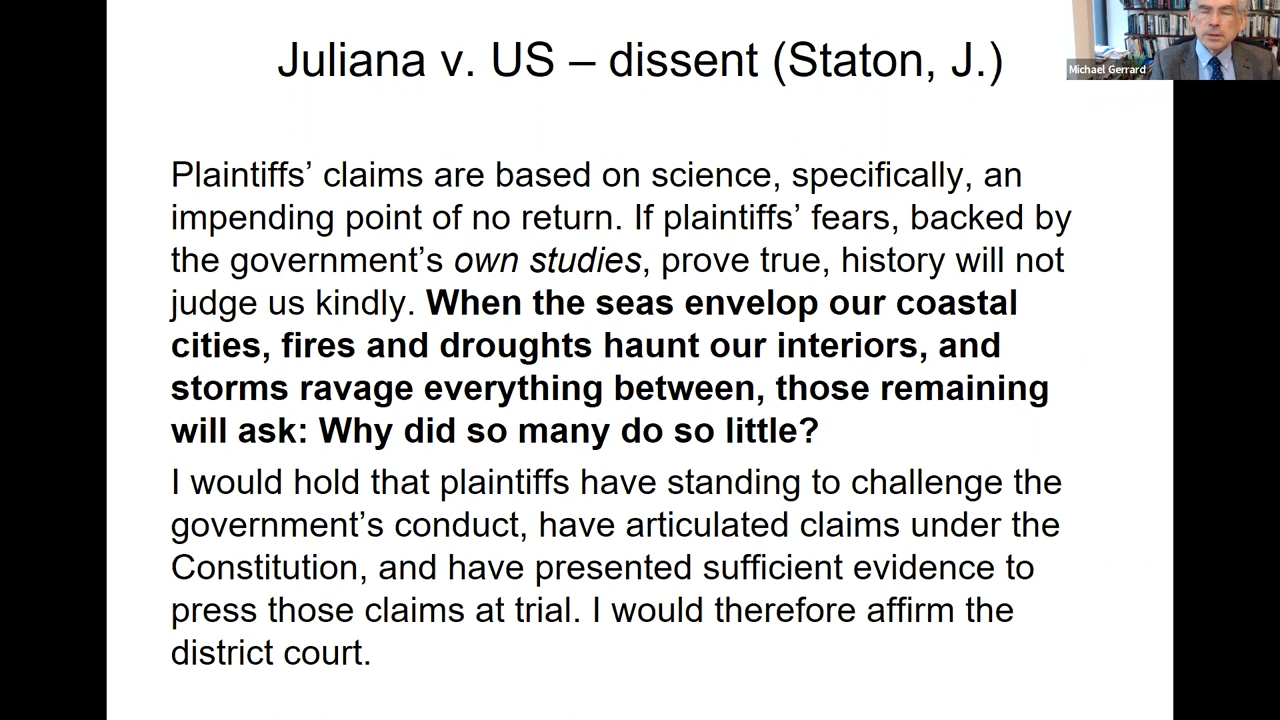 Juliana v. US – dissent (Staton, J.)
Michael Gerrard
Plaintiffs’ claims are based on science, specifically, an
impending point of no return. If plaintiffs’ fears, backed by
the government’s own studies, prove true, history will not
judge us kindly. When the seas envelop our coastal
cities, fires and droughts haunt our interiors, and
storms ravage everything between, those remaining
will ask: Why did so many do so little?
I would hold that plaintiffs have standing to challenge the
government’s conduct, have articulated claims under the
Constitution, and have presented sufficient evidence to
press those claims at trial. I would therefore affirm the
district court.